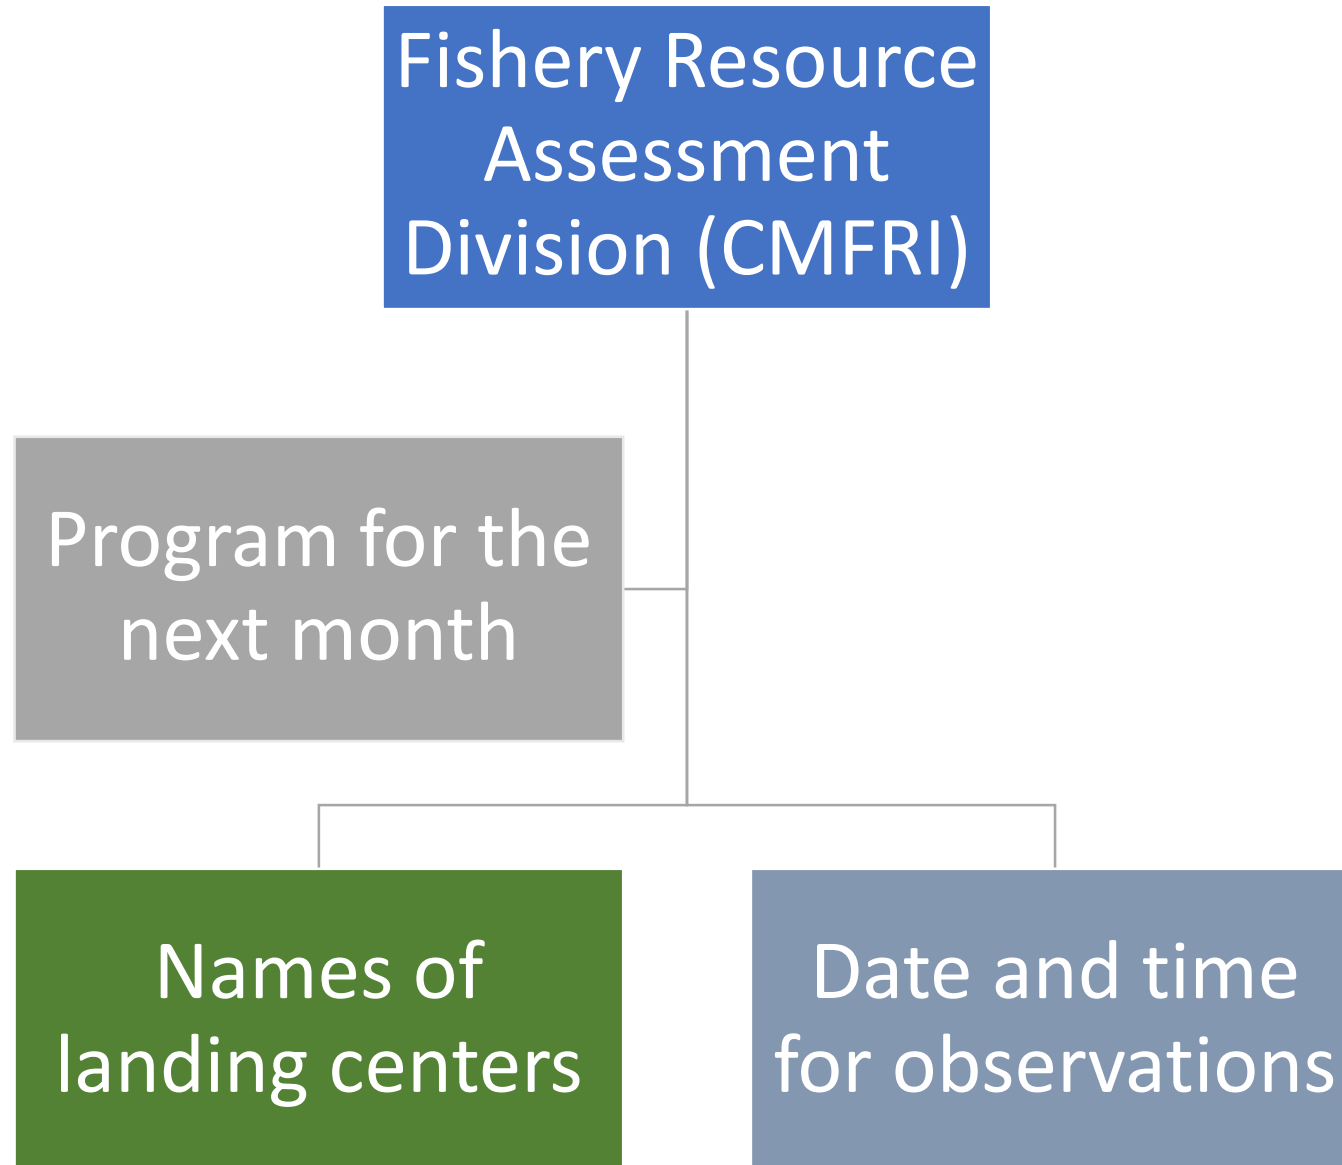 Fishery Resource
Assessment
Division (CMFRI)
Program for the
next month
Names of
landing centers
Date and time
for observations